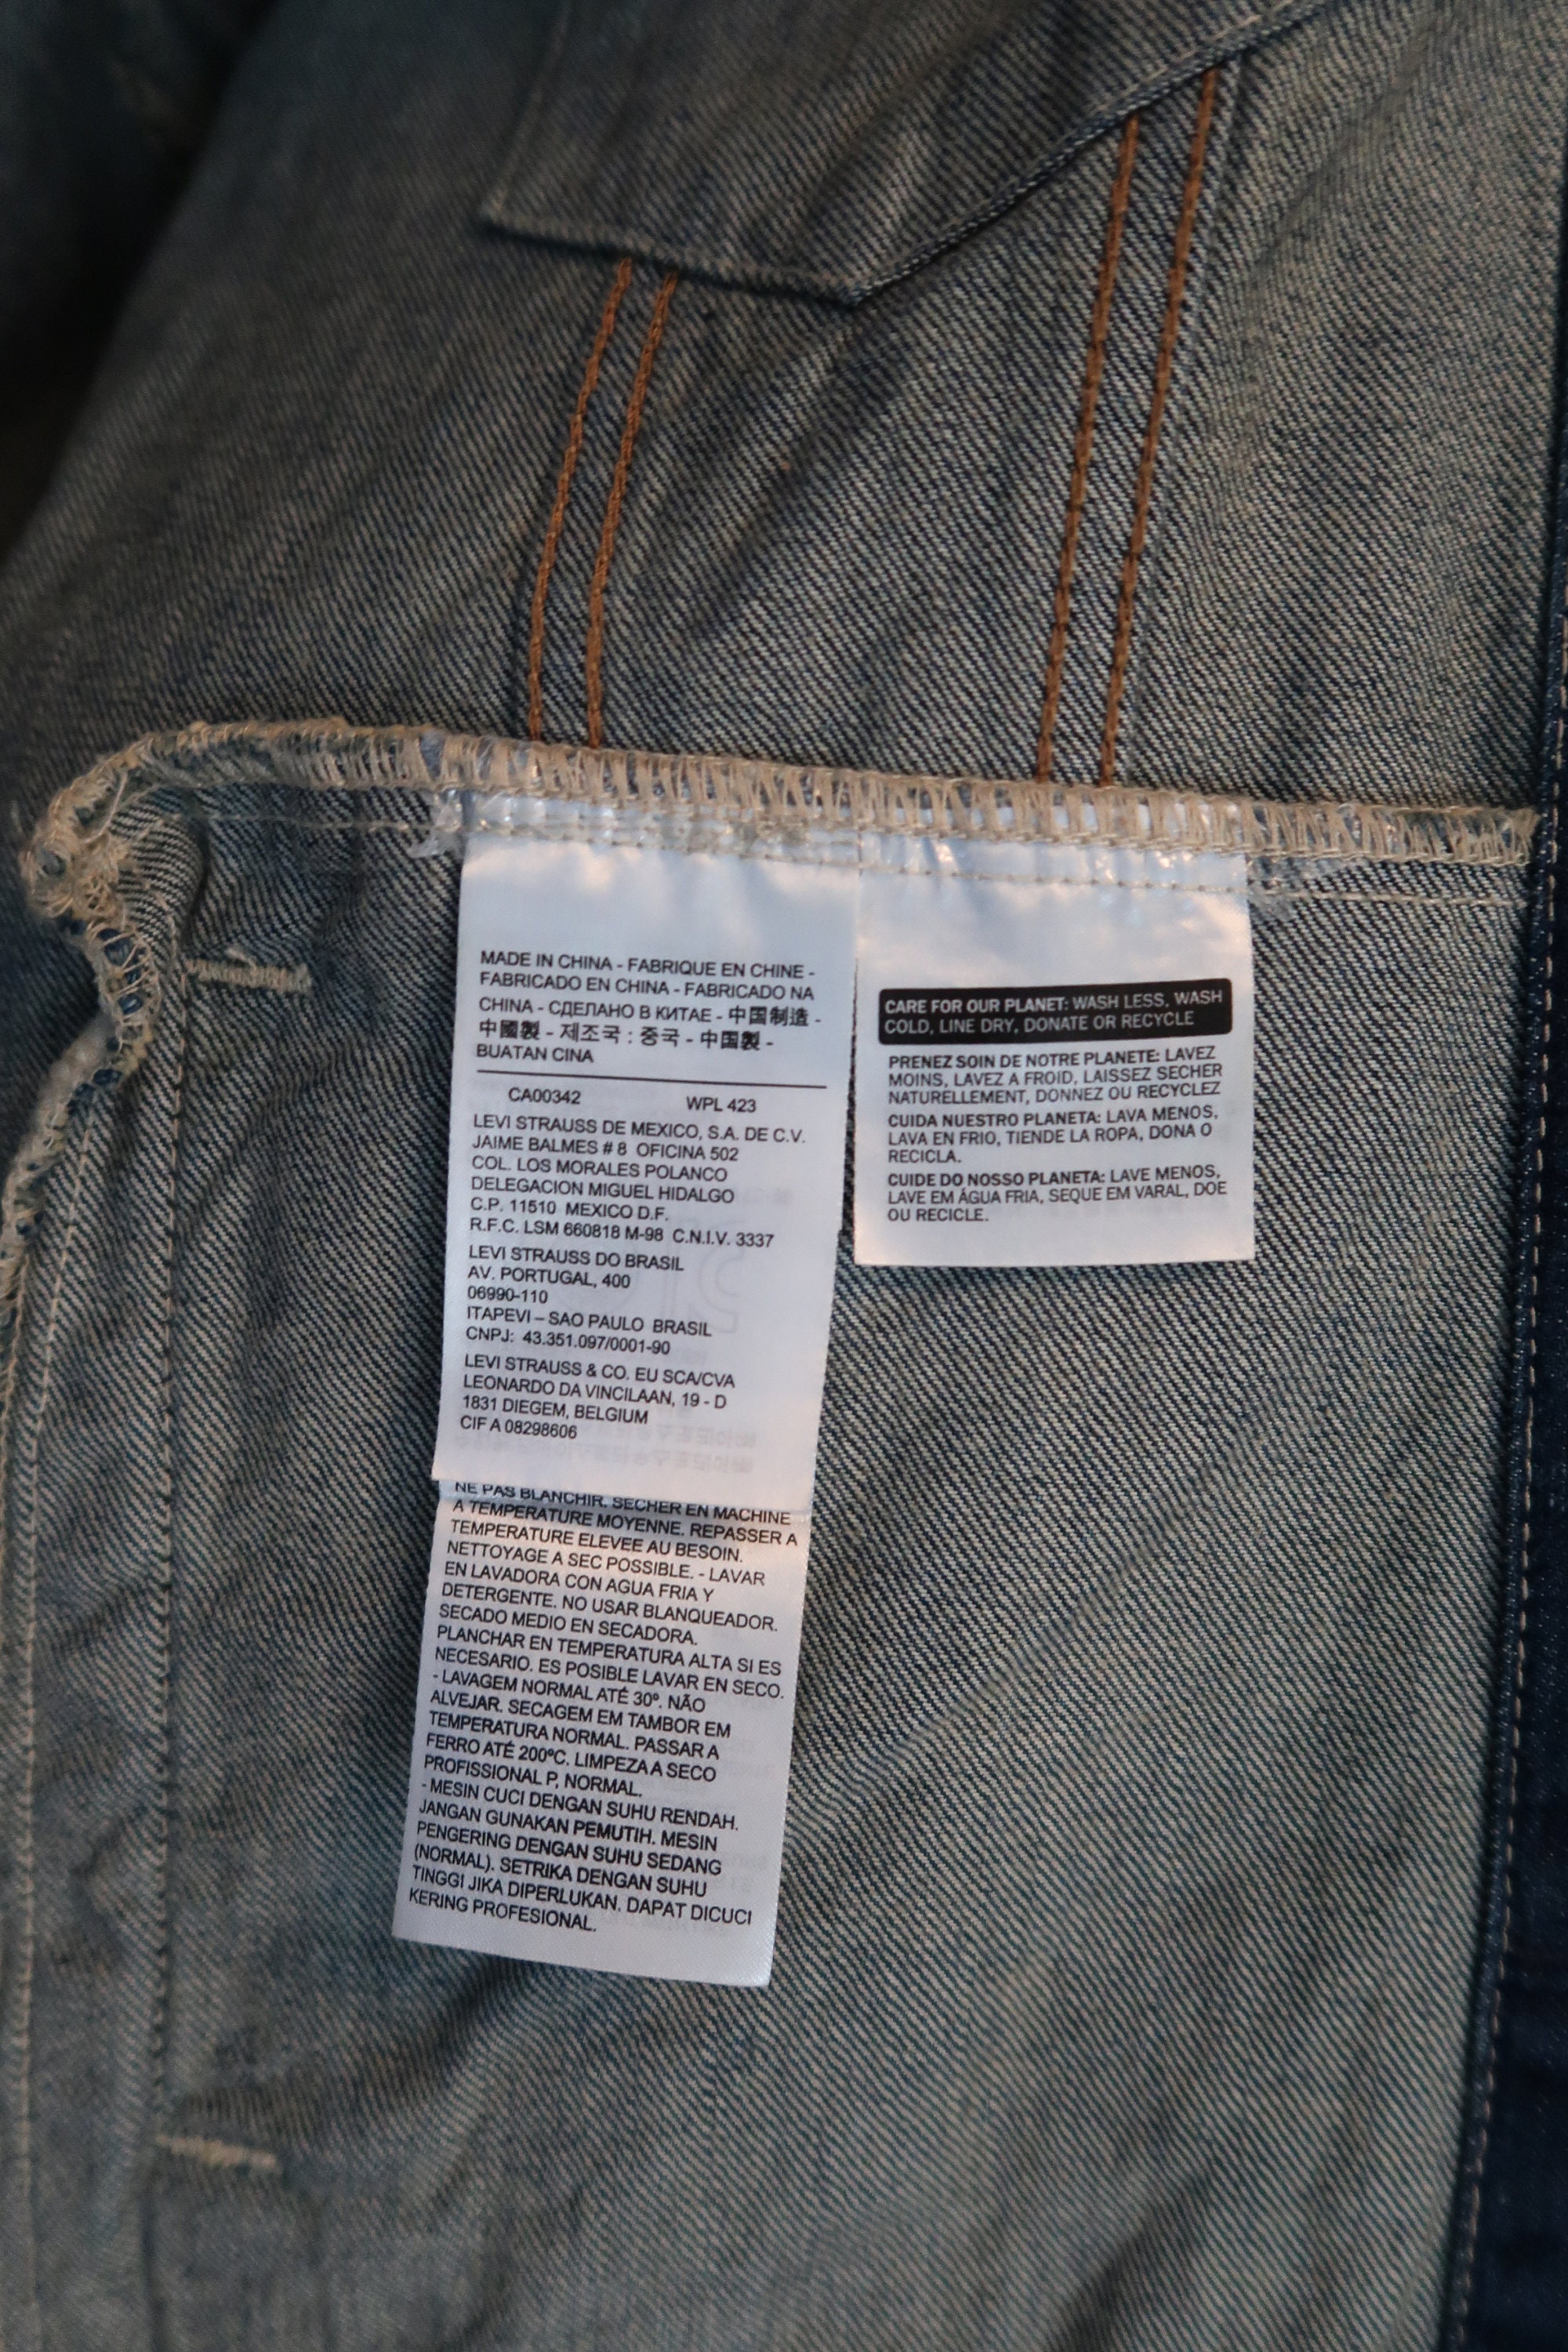 MADE IN CHINA - FABRIQUE EN CHINE -
FABRICADO EN CHINA - FABRICADO NA
CHINA - СДЕЛАНО В КИТАЕ - 中国制造 -
中國製 - 제조국 : 중국 - 中国製 -
BUATAN CINA
CA00342 WPL 423
LEVI STRAUSS DE MEXICO, S.A. DE C.V.
JAIME BALMES # 8 OFICINA 502
COL. LOS MORALES POLANCO
DELEGACION MIGUEL HIDALGO
C.P. 11510 MEXICO D.F.
R.F.C. LSM 660818 M-98 C.N.I.V. 3337
LEVI STRAUSS DO BRASIL
AV. PORTUGAL, 400
06990-110
ITAPEVI – SAO PAULO BRASIL
CNPJ: 43.351.097/0001-90
LEVI STRAUSS & CO. EU SCA/CVA
LEONARDO DA VINCILAAN, 19 - D
1831 DIEGEM, BELGIUM
CIF A 08298606
NE PAS BLANCHIR. SECHER EN MACHINE
A TEMPERATURE MOYENNE. REPASSER A
TEMPERATURE ELEVEE AU BESOIN.
NETTOYAGE A SEC POSSIBLE. - LAVAR
EN LAVADORA CON AGUA FRIA Y
DETERGENTE. NO USAR BLANQUEADOR.
SECADO MEDIO EN SECADORA.
PLANCHAR EN TEMPERATURA ALTA SI ES
NECESARIO. ES POSIBLE LAVAR EN SECO.
- LAVAGEM NORMAL ATÉ 30º. NÃO
ALVEJAR. SECAGEM EM TAMBOR EM
TEMPERATURA NORMAL. PASSAR A
FERRO ATÉ 200ºC. LIMPEZA A SECO
PROFISSIONAL P, NORMAL.
- MESIN CUCI DENGAN SUHU RENDAH.
JANGAN GUNAKAN PEMUTIH. MESIN
PENGERING DENGAN SUHU SEDANG
(NORMAL). SETRIKA DENGAN SUHU
TINGGI JIKA DIPERLUKAN. DAPAT DICUCI
KERING PROFESIONAL.
CARE FOR OUR PLANET: WASH LESS, WASH
COLD, LINE DRY, DONATE OR RECYCLE
PRENEZ SOIN DE NOTRE PLANETE: LAVEZ
MOINS, LAVEZ A FROID, LAISSEZ SECHER
NATURELLEMENT, DONNEZ OU RECYCLEZ
CUIDA NUESTRO PLANETA: LAVA MENOS,
LAVA EN FRIO, TIENDE LA ROPA, DONA O
RECICLA.
CUIDE DO NOSSO PLANETA: LAVE MENOS,
LAVE EM ÁGUA FRIA, SEQUE EM VARAL, DOE
OU RECICLE.